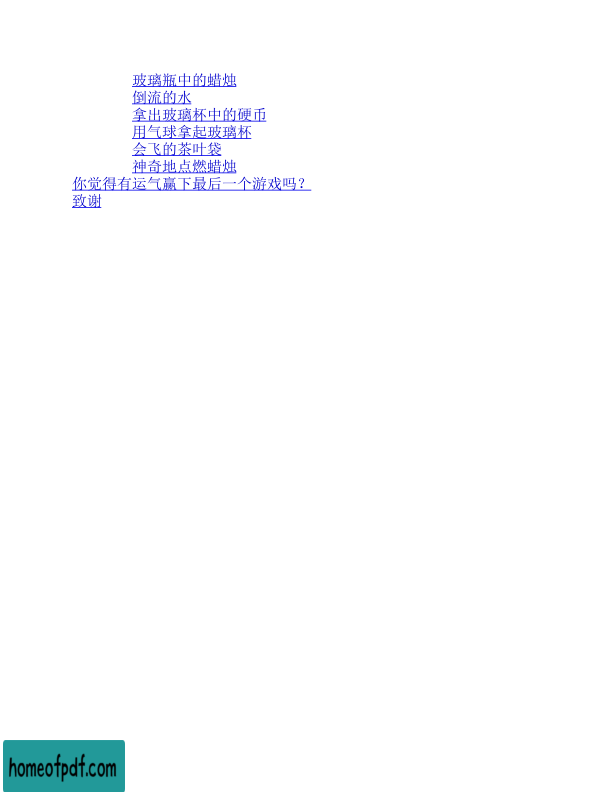 玻璃瓶中的蜡烛
倒流的水
拿出玻璃杯中的硬币
用气球拿起玻璃杯
会飞的茶叶袋
神奇地点燃蜡烛
你觉得有运气赢下最后一个游戏吗？
致谢
homeofpdf.com